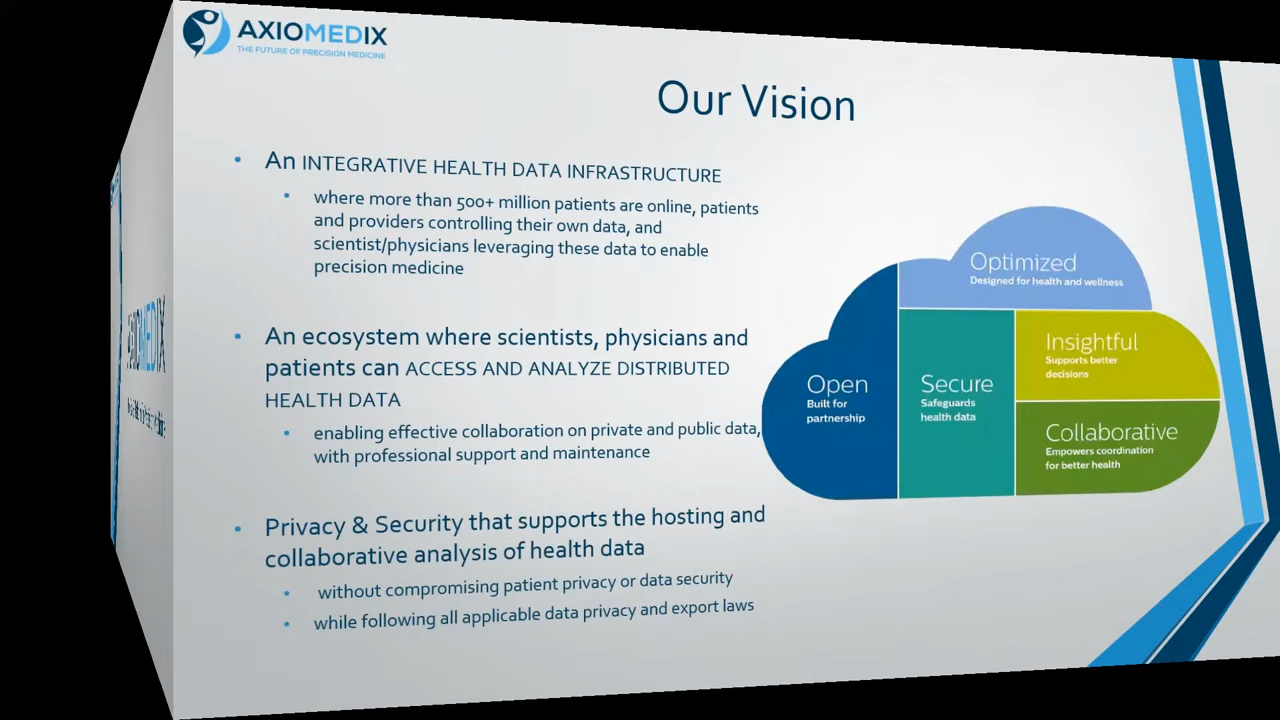 AXIOMEDIX
THE FUTURE OF PRECISION MEDICINE
Our Vision
• An INTEGRATIVE HEALTH DATA INFRASTRUCTURE
• where more than 500+ million patients are online, patients
and providers controlling their own data, and
scientist/physicians leveraging these data to enable
precision medicine
• An ecosystem where scientists, physicians and
patients can ACCESS AND ANALYZE DISTRIBUTED
HEALTH DATA
• enabling effective collaboration on private and public data,
with professional support and maintenance
• Privacy & Security that supports the hosting and
collaborative analysis of health data
• without compromising patient privacy or data security
• while following all applicable data privacy and export laws
Optimized
Designed for health and wellness
Open
Built for
partnership
Secure
Safeguards
health data
Insightful
Supports better
decisions
Collaborative
Empowers coordination
for better health
AXIOMEDIX